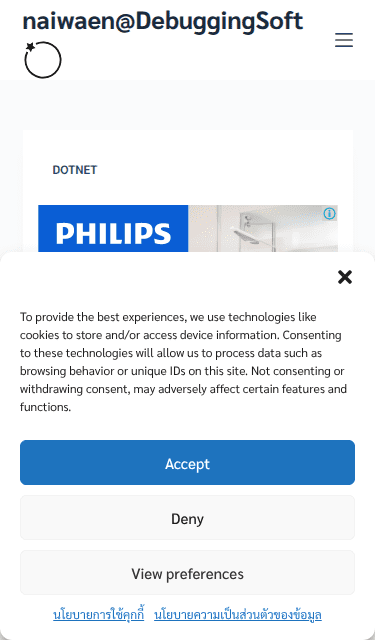 naiwaen@DebuggingSoft
DOTNET
PHILIPS
To provide the best experiences, we use technologies like
cookies to store and/or access device information. Consenting
to these technologies will allow us to process data such as
browsing behavior or unique IDs on this site. Not consenting or
withdrawing consent, may adversely affect certain features and
functions.
Accept
Deny
View preferences
นโยบายการใช้คุกกี้ นโยบายความเป็นส่วนตัวของข้อมูล